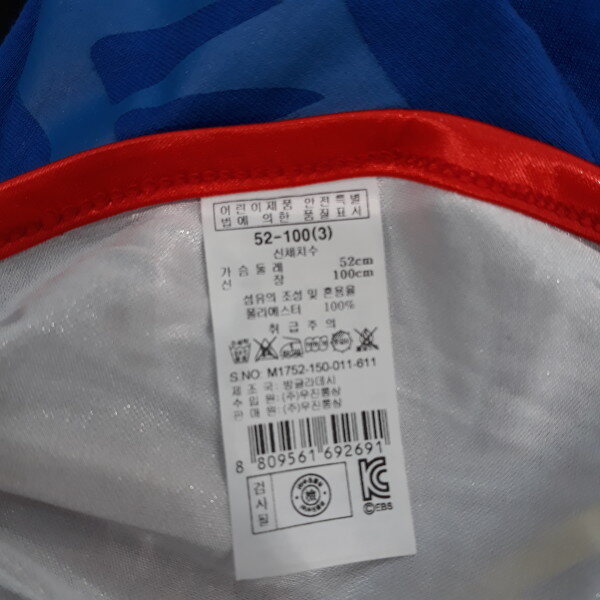 어린이제품 안전특별
법에 의한 품질표시
52-100(3)
신체치수
가슴둘레 52cm
신 장 100cm
섬유의 조성 및 혼용율
폴리에스터 100%
취급주의
S.NO: M1752-150-011-611
제 조 국: 방글라데시
수 입 원: (주)우진통상
판 매 원: (주)우진통상
8 809561 692691
검사필
ⒸEBS